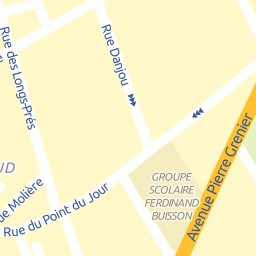 Rue des Longs-Prés
Rue Danjou
Avenue Pierre Grenier
GROUPE
SCOLAIRE
FERDINAND
BUISSON
UD
de Molière
Rue du Point du Jour